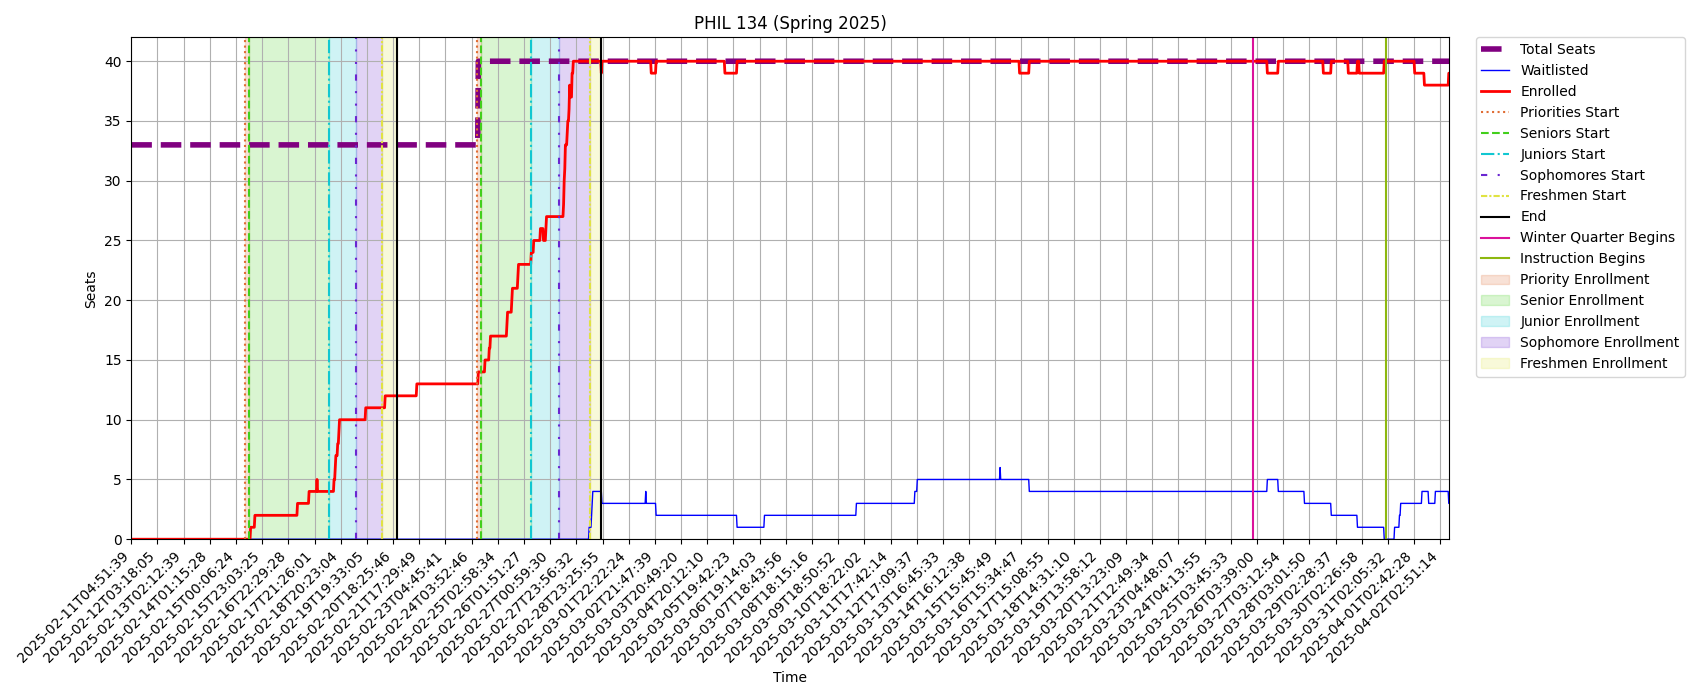 PHIL 134 (Spring 2025)
Seats
40
35
30
25
20
15
10
5
0
2025-02-11T04:51:39
2025-02-12T03:18:05
2025-02-13T02:12:39
2025-02-14T01:15:28
2025-02-15T00:06:24
2025-02-15T23:03:25
2025-02-16T22:29:28
2025-02-17T21:26:01
2025-02-18T20:23:04
2025-02-19T19:33:05
2025-02-20T18:25:46
2025-02-21T17:29:49
2025-02-24T04:45:41
2025-02-24T03:52:46
2025-02-25T02:58:34
2025-02-26T01:51:27
2025-02-27T00:59:30
2025-02-27T23:56:32
2025-02-28T23:25:55
2025-03-01T22:22:24
2025-03-02T21:47:39
2025-03-03T20:49:20
2025-03-04T20:12:10
2025-03-05T19:42:23
2025-03-06T19:14:03
2025-03-07T18:43:56
2025-03-08T18:15:16
2025-03-09T18:50:52
2025-03-10T18:22:02
2025-03-11T17:42:14
2025-03-12T17:09:37
2025-03-13T16:45:33
2025-03-14T16:12:38
2025-03-15T15:45:49
2025-03-16T15:34:47
2025-03-17T15:08:55
2025-03-18T14:31:10
2025-03-19T13:58:12
2025-03-20T13:23:09
2025-03-21T12:49:34
2025-03-23T04:48:07
2025-03-24T04:13:55
2025-03-25T03:45:33
2025-03-26T03:39:00
2025-03-27T03:12:54
2025-03-28T03:01:50
2025-03-29T02:28:37
2025-03-30T02:26:58
2025-03-31T02:05:32
2025-04-01T02:42:28
2025-04-02T02:51:14
Time
Total Seats
Waitlisted
Enrolled
Priorities Start
Seniors Start
Juniors Start
Sophomores Start
Freshmen Start
End
Winter Quarter Begins
Instruction Begins
Priority Enrollment
Senior Enrollment
Junior Enrollment
Sophomore Enrollment
Freshmen Enrollment